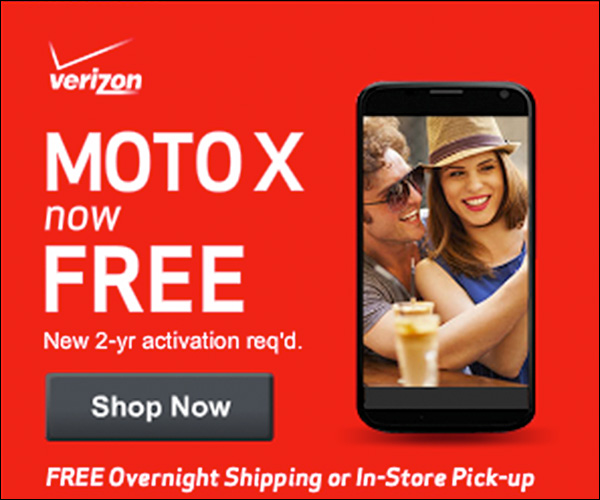 verizon
MOTO X
now
FREE
New 2-yr activation req'd.
Shop Now
FREE Overnight Shipping or In-Store Pick-up